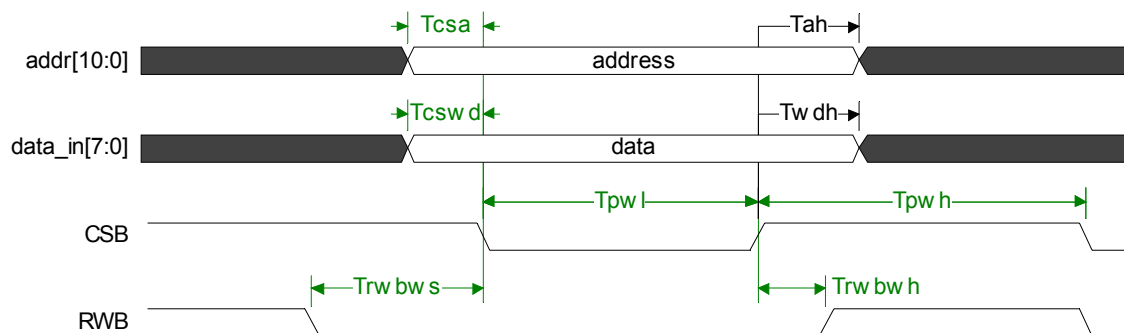 Tcsa Tah
addr[10:0] address
Tcsw d Tw dh
data_in[7:0] data
Tpw l Tpw h
CSB
Trw bw s Trw bw h
RWB